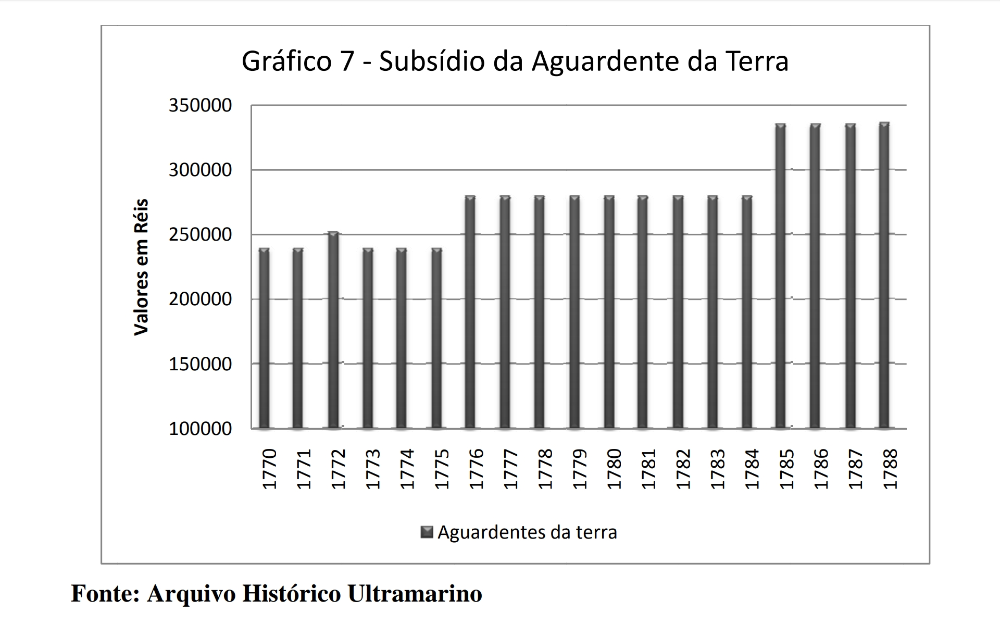 Gráfico 7 - Subsídio da Aguardente da Terra
350000
300000
250000
200000
150000
100000
Valores em Réis
1770 1771 1772 1773 1774 1775 1776 1777 1778 1779 1780 1781 1782 1783 1784 1785 1786 1787 1788
Aguardentes da terra
Fonte: Arquivo Histórico Ultramarino